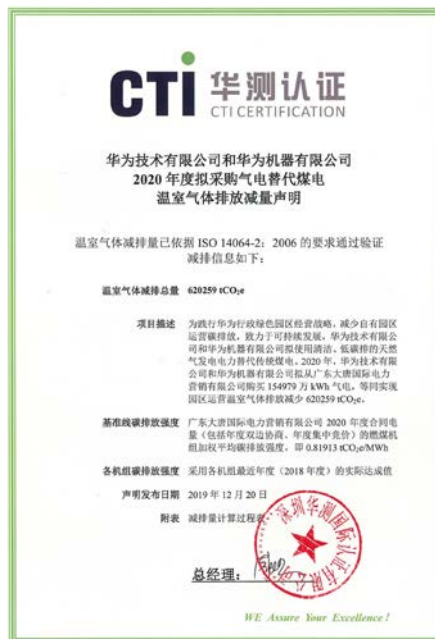 CTI 华测认证
CTI CERTIFICATION
华为技术有限公司和华为机器有限公司
2020 年度拟采购气电替代煤电
温室气体排放减量声明
温室气体减排量已依据 ISO 14064-2：2006 的要求通过验证
减排信息如下：
温室气体减排总量 620259 tCO₂e
项目描述 为践行华为行政绿色园区经营战略，减少自有园区
运营碳排放，致力于可持续发展，华为技术有限公
司和华为机器有限公司拟使用清洁、低碳排的天然
气发电电力替代传统煤电。2020 年，华为技术有限
公司和华为机器有限公司拟从广东大唐国际电力
营销有限公司购买 154979 万 kWh 气电，等同实现
园区运营温室气体排放减少 620259 tCO₂e。
基准线碳排放强度 广东大唐国际电力营销有限公司 2020 年度合同电
量（包括年度双边协商、年度集中竞价）的燃煤机
组加权平均碳排放强度，即 0.81913 tCO₂e/MWh
各机组碳排放强度 采用各机组最近年度（2018 年度）的实际达成值
声明发布日期 2019 年 12 月 20 日
附表 减排量计算过程表
深圳华测国际认证有限公司
总经理：
WE Assure Your Excellence !